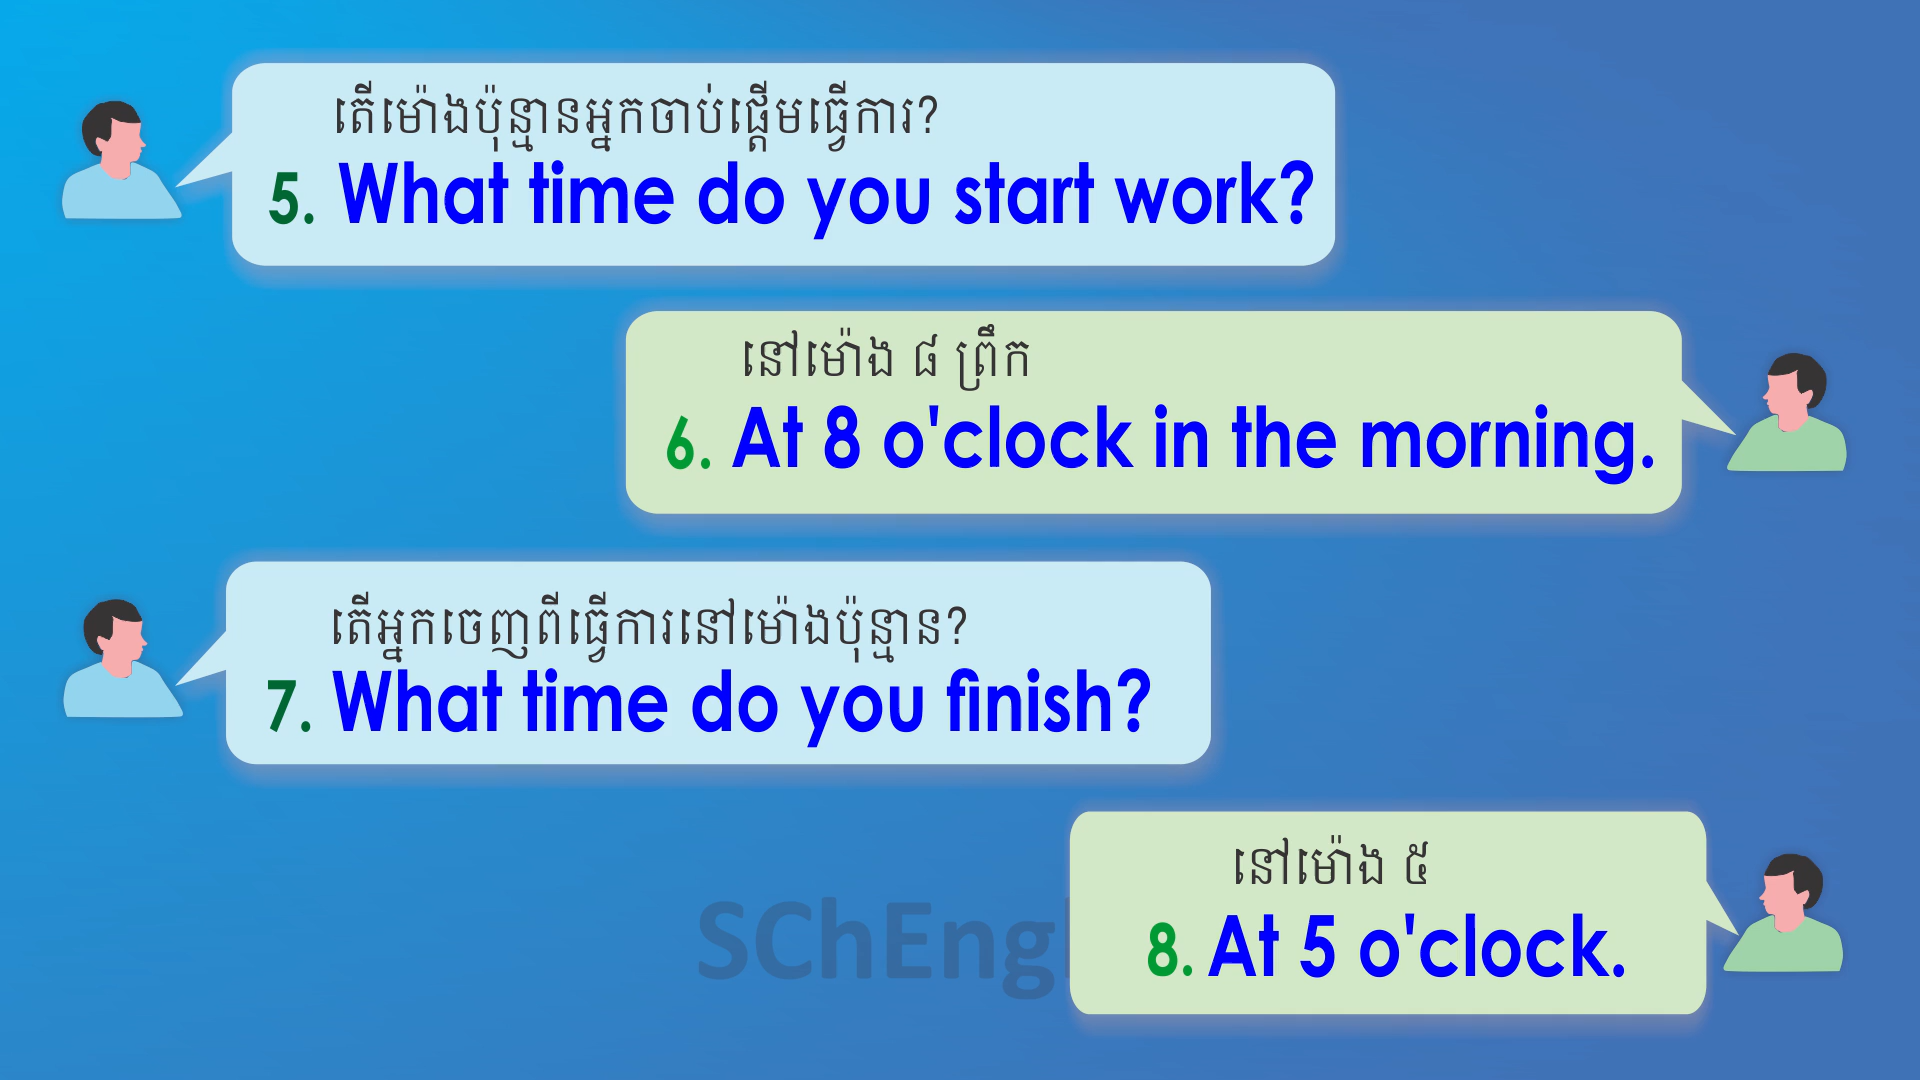 តើម៉ោងប៉ុន្មានអ្នកចាប់ផ្ដើមធ្វើការ?
5. What time do you start work?
នៅម៉ោង ៨ ព្រឹក
6. At 8 o'clock in the morning.
តើអ្នកចេញពីធ្វើការនៅម៉ោងប៉ុន្មាន?
7. What time do you finish?
នៅម៉ោង ៥
8. At 5 o'clock.
SChEng